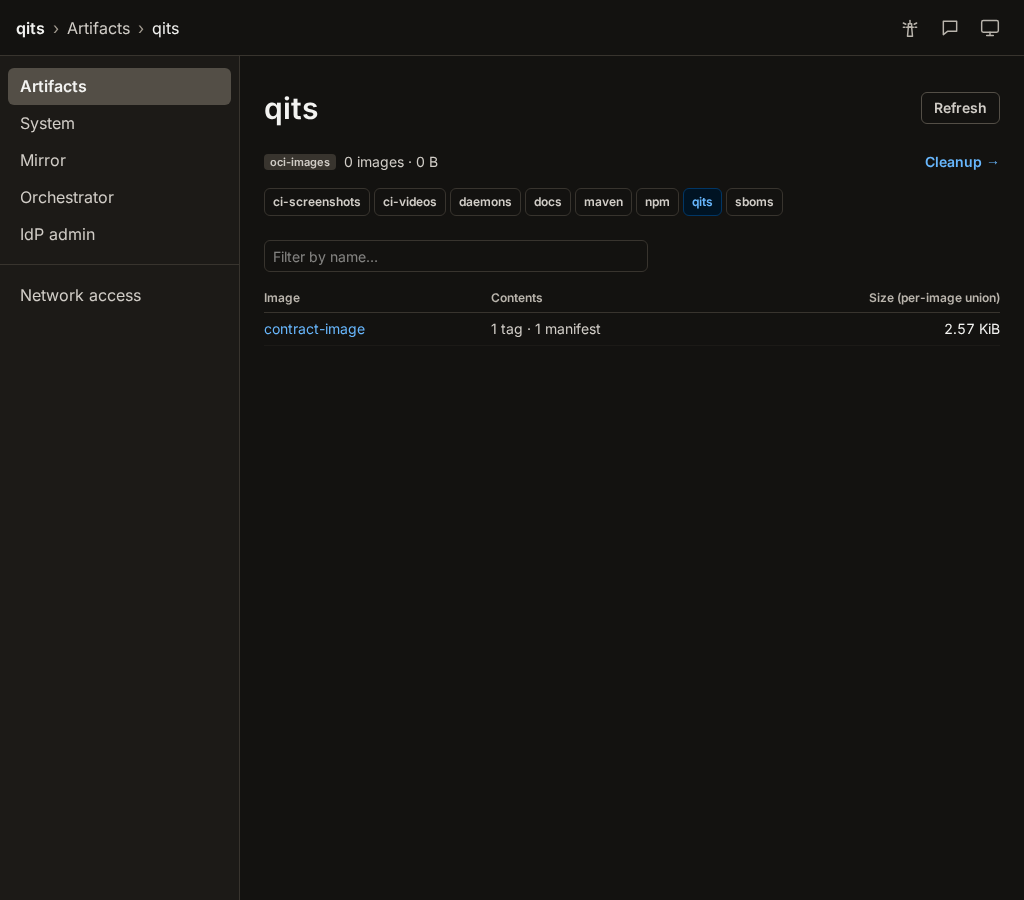 qits › Artifacts › qits
Artifacts
System
Mirror
Orchestrator
IdP admin
Network access
qits
Refresh
oci-images 0 images · 0 B
Cleanup →
ci-screenshots ci-videos daemons docs maven npm qits sboms
Filter by name...
Image Contents Size (per-image union)
contract-image 1 tag · 1 manifest 2.57 KiB